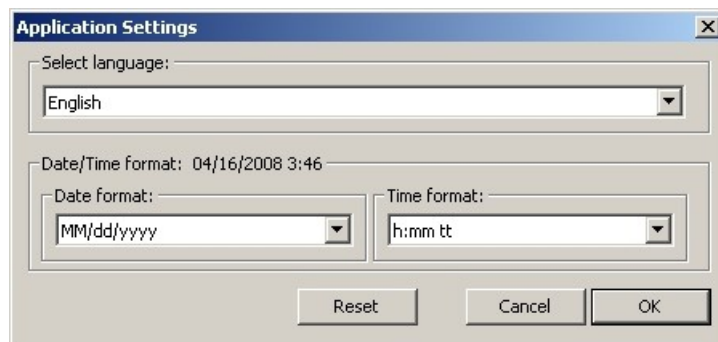 Application Settings
Select language:
English
Date/Time format: 04/16/2008 3:46
Date format:
MM/dd/yyyy
Time format:
h:mm tt
Reset
Cancel
OK